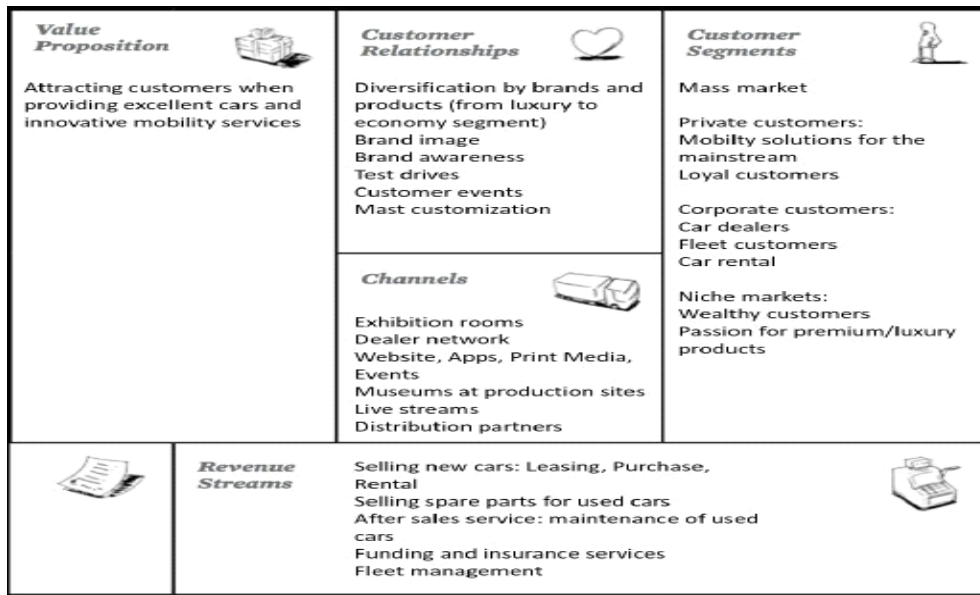 Value
Proposition
Attracting customers when
providing excellent cars and
innovative mobility services
Customer
Relationships
Diversification by brands and
products (from luxury to
economy segment)
Brand image
Brand awareness
Test drives
Customer events
Mast customization
Channels
Exhibition rooms
Dealer network
Website, Apps, Print Media,
Events
Museums at production sites
Live streams
Distribution partners
Customer
Segments
Mass market
Private customers:
Mobilty solutions for the
mainstream
Loyal customers
Corporate customers:
Car dealers
Fleet customers
Car rental
Niche markets:
Wealthy customers
Passion for premium/luxury
products
Revenue
Streams
Selling new cars: Leasing, Purchase,
Rental
Selling spare parts for used cars
After sales service: maintenance of used
cars
Funding and insurance services
Fleet management